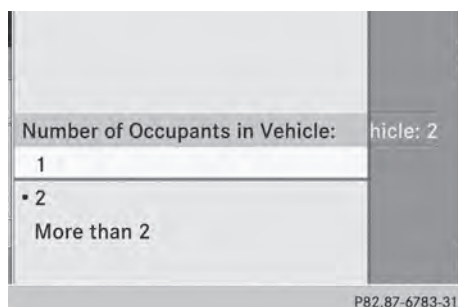 Number of Occupants in Vehicle:
hicle: 2
1
• 2
More than 2
P82.87-6783-31